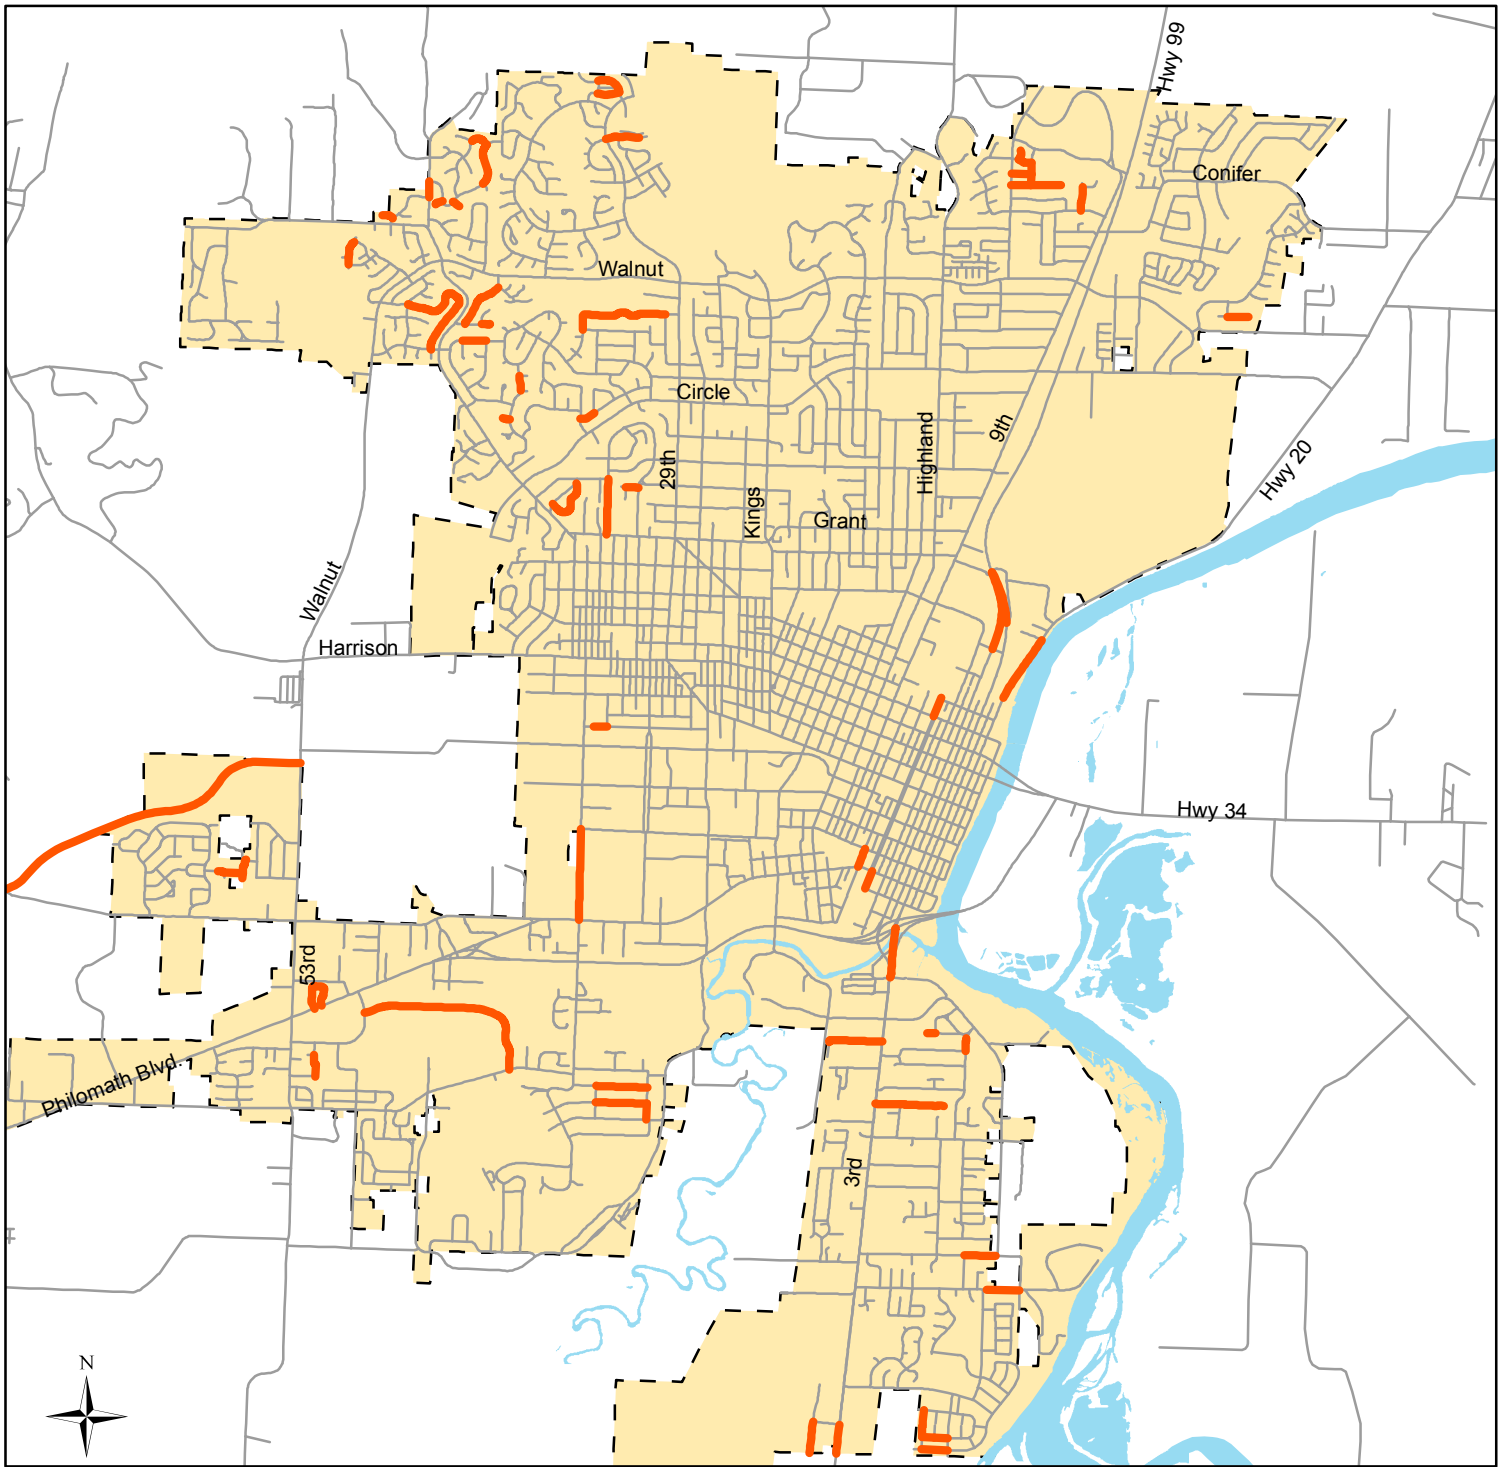 Hwy 99
Conifer
Walnut
Circle
Highland
9th
29th
Hwy 20
Kings
Grant
Walnut
Harrison
Hwy 34
53rd
Philomath Blvd.
3rd
N